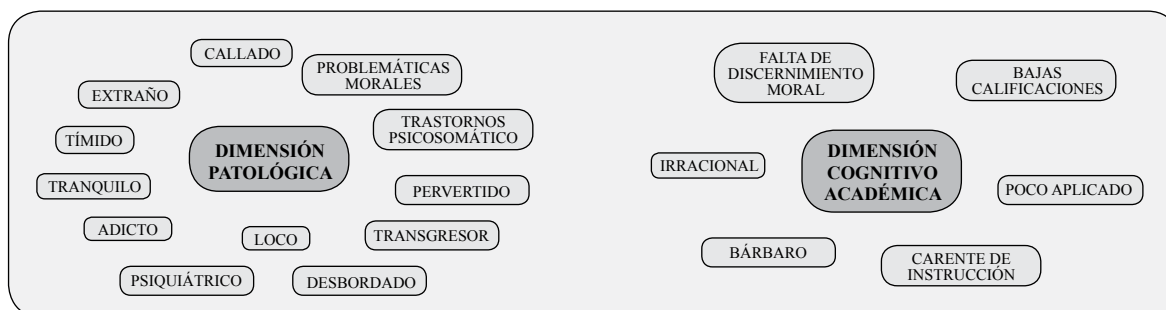 CALLADO
PROBLEMÁTICAS
MORALES
EXTRAÑO
TRASTORNOS
PSICOSOMÁTICO
TÍMIDO
DIMENSIÓN
PATOLÓGICA
TRANQUILO
PERVERTIDO
ADICTO
LOCO
TRANSGRESOR
PSIQUIÁTRICO
DESBORDADO
FALTA DE
DISCERNIMIENTO
MORAL
BAJAS
CALIFICACIONES
IRRACIONAL
DIMENSIÓN
COGNITIVO
ACADÉMICA
POCO APLICADO
BÁRBARO
CARENTE DE
INSTRUCCIÓN